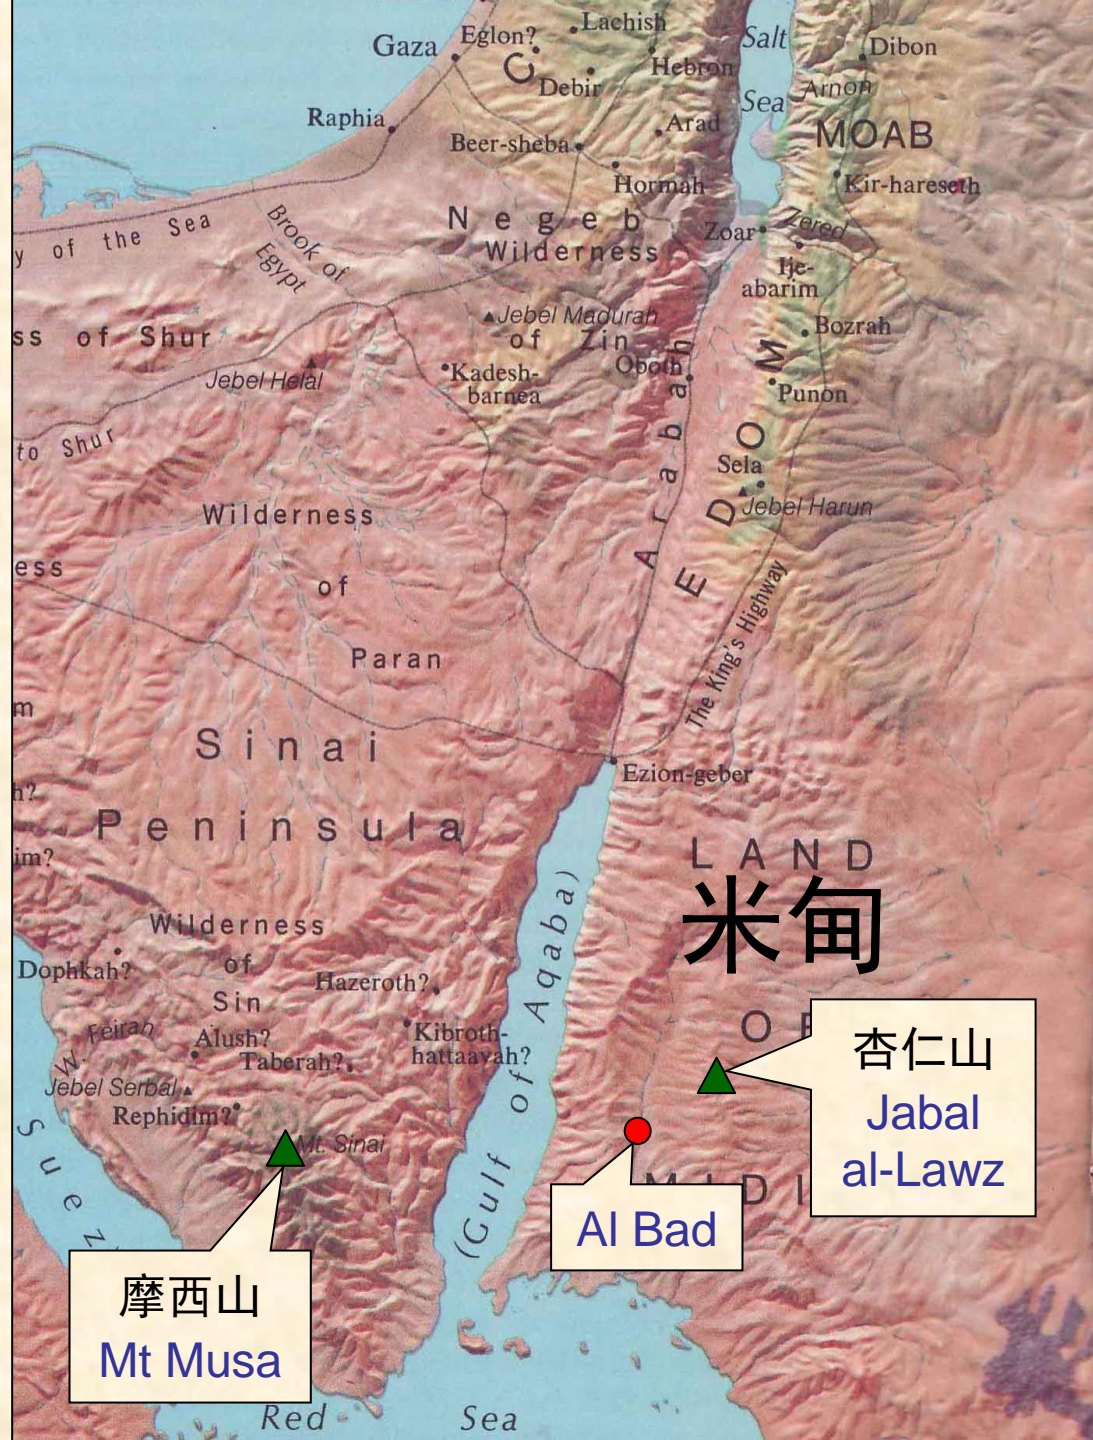 Lachish
Eglon?
Gaza
Salt
Sea
Dibon
Hebron
C
Debir
Arnon
Raphia
Arad
MOAB
Beer-sheba
Hormah
Kir-hareseth
Negeb
Zoar
Zered
y of the Sea
Brook of
Egypt
Wilderness
Ije-
abarim
Jebel Madurah
of Zin
Bozrah
ss of Shur
Jebel Helal
Kadesh-
barnea
Oboth
Punon
to Shur
Arabah
EDOM
Sela
Jebel Harun
Wilderness
of
Paran
ess
The King's Highway
m
Sinai
Peninsula
Ezion-geber
h?
im?
LAND
米甸
Wilderness
of
Sin
Dophkah?
Hazeroth?
(Gulf of Aqaba)
W. Feiran
Alush?
Taberah?
Kibroth-
hattaavah?
OF
杏仁山
Jabal
al-Lawz
Jebel Serbal
Rephidim?
Mt. Sinai
Suez
MIDI
Al Bad
摩西山
Mt Musa
Red Sea